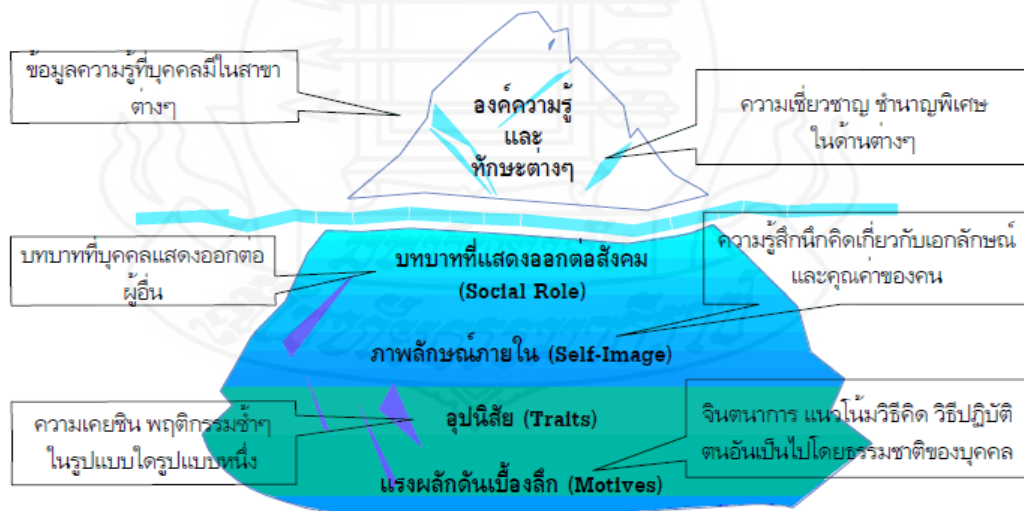 ข้อมูลความรู้ที่บุคคลมีในสาขา
ต่างๆ
องค์ความรู้
และ
ทักษะต่างๆ
ความเชี่ยวชาญ ชำนาญพิเศษ
ในด้านต่างๆ
บทบาทที่บุคคลแสดงออกต่อ
ผู้อื่น
บทบาทที่แสดงออกต่อสังคม
(Social Role)
ความรู้สึกนึกคิดเกี่ยวกับเอกลักษณ์
และคุณค่าของคน
ภาพลักษณ์ภายใน (Self-Image)
ความเคยชิน พฤติกรรมซ้ำๆ
ในรูปแบบใดรูปแบบหนึ่ง
อุปนิสัย (Traits)
จินตนาการ แนวโน้มวิธีคิด วิธีปฏิบัติ
ตนอันเป็นไปโดยธรรมชาติของบุคคล
แรงผลักดันเบื้องลึก (Motives)